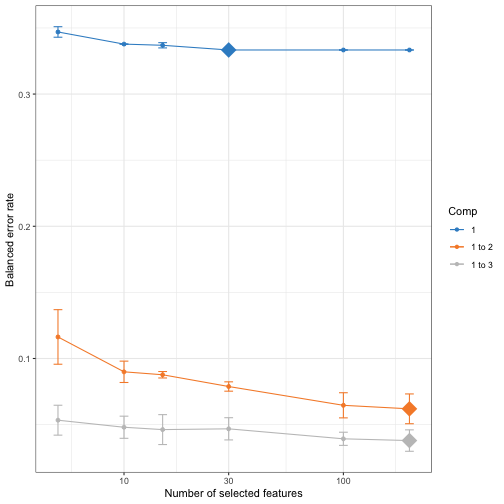 0.3
0.2
0.1
Balanced error rate
10
30
100
Number of selected features
Comp
1
1 to 2
1 to 3